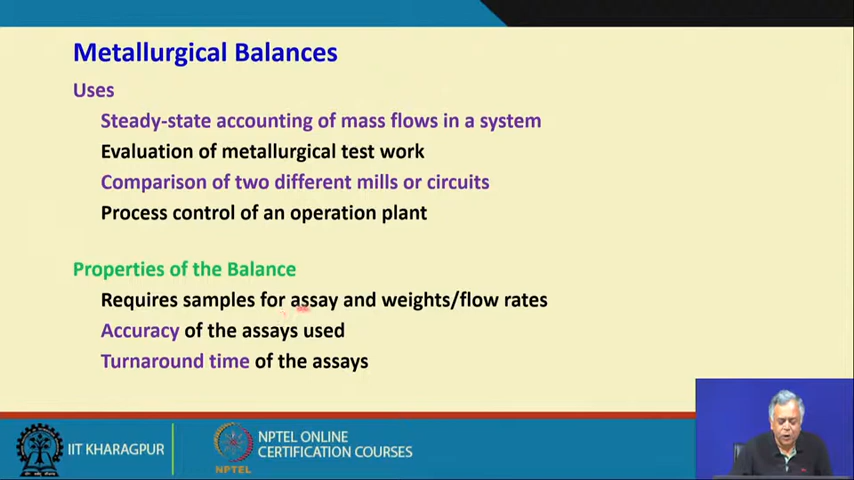 Metallurgical Balances
Uses
Steady-state accounting of mass flows in a system
Evaluation of metallurgical test work
Comparison of two different mills or circuits
Process control of an operation plant
Properties of the Balance
Requires samples for assay and weights/flow rates
Accuracy of the assays used
Turnaround time of the assays
IIT KHARAGPUR
NPTEL
NPTEL ONLINE
CERTIFICATION COURSES